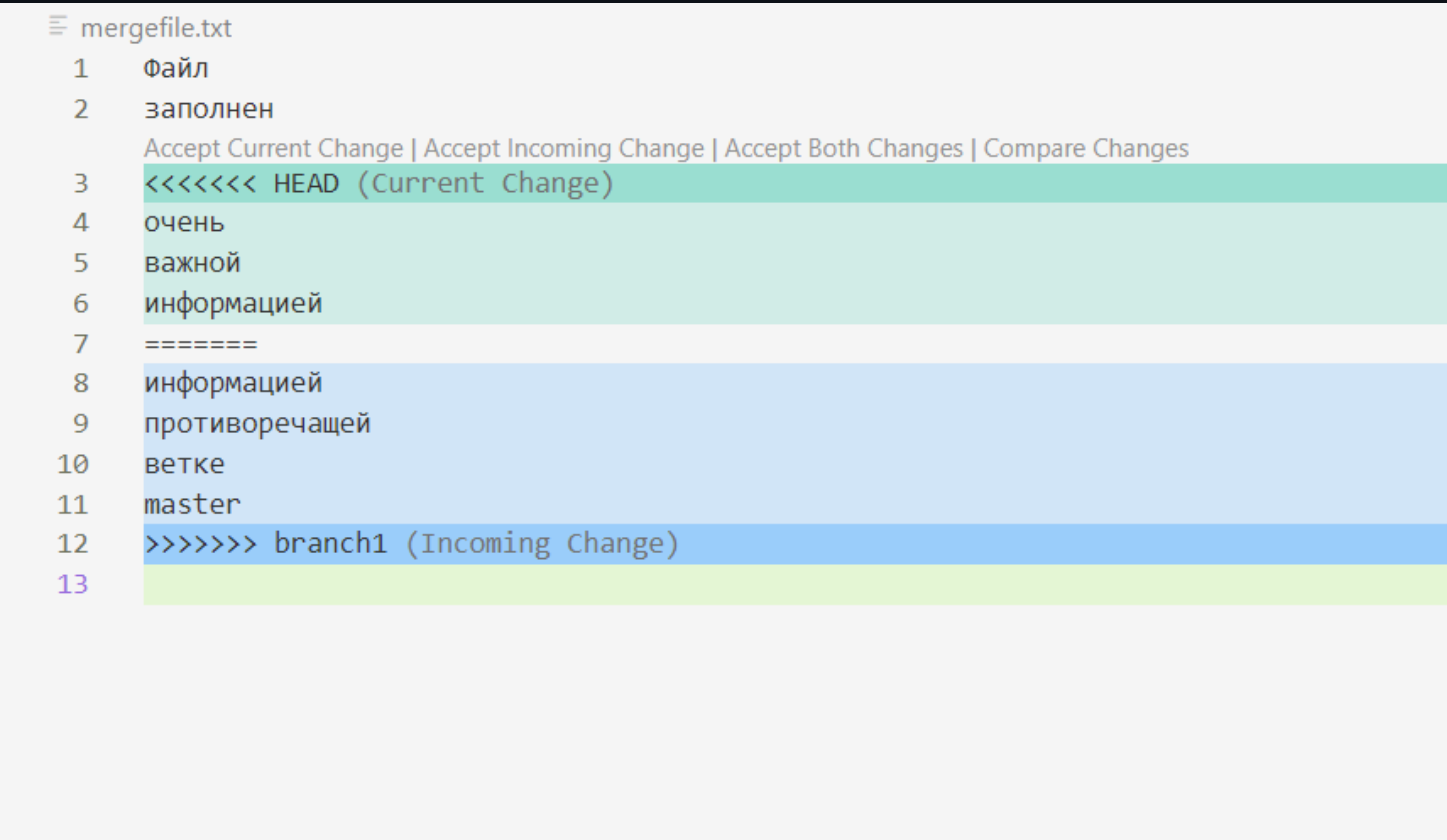 mergefile.txt
1 Файл
2 заполнен
Accept Current Change | Accept Incoming Change | Accept Both Changes | Compare Changes
3 <<<<<<< HEAD (Current Change)
4 очень
5 важной
6 информацией
7 =======
8 информацией
9 противоречащей
10 ветке
11 master
12 >>>>>>> branch1 (Incoming Change)
13